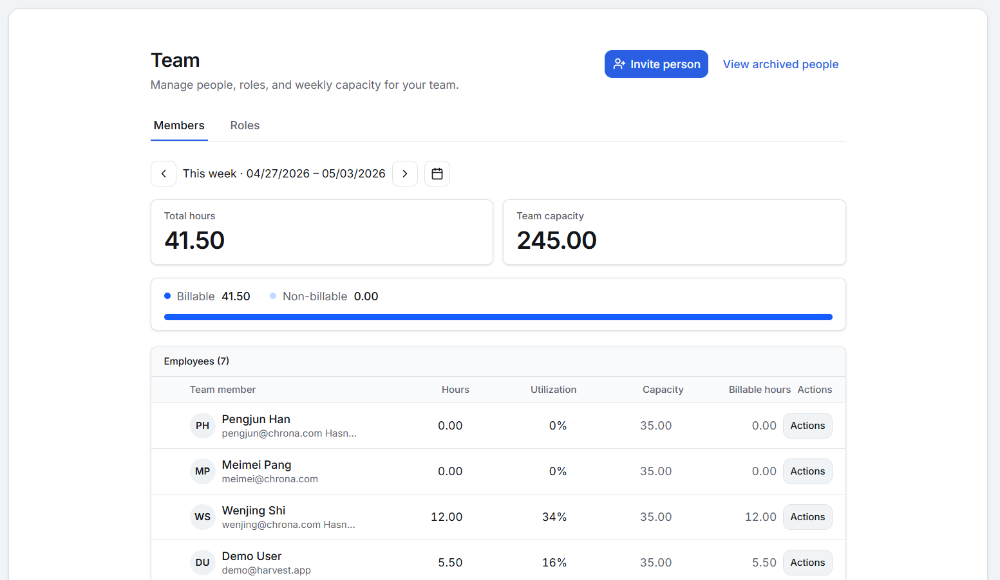 Team
Invite person
View archived people
Manage people, roles, and weekly capacity for your team.
Members Roles
This week · 04/27/2026 – 05/03/2026
Total hours
41.50
Team capacity
245.00
Billable 41.50 Non-billable 0.00
Employees (7)
Team member Hours Utilization Capacity Billable hours Actions
PH Pengjun Han 0.00 0% 35.00 0.00 Actions
pengjun@chrona.com Hasn...
MP Meimei Pang 0.00 0% 35.00 0.00 Actions
meimei@chrona.com
WS Wenjing Shi 12.00 34% 35.00 12.00 Actions
wenjing@chrona.com Hasn...
DU Demo User 5.50 16% 35.00 5.50 Actions
demo@harvest.app